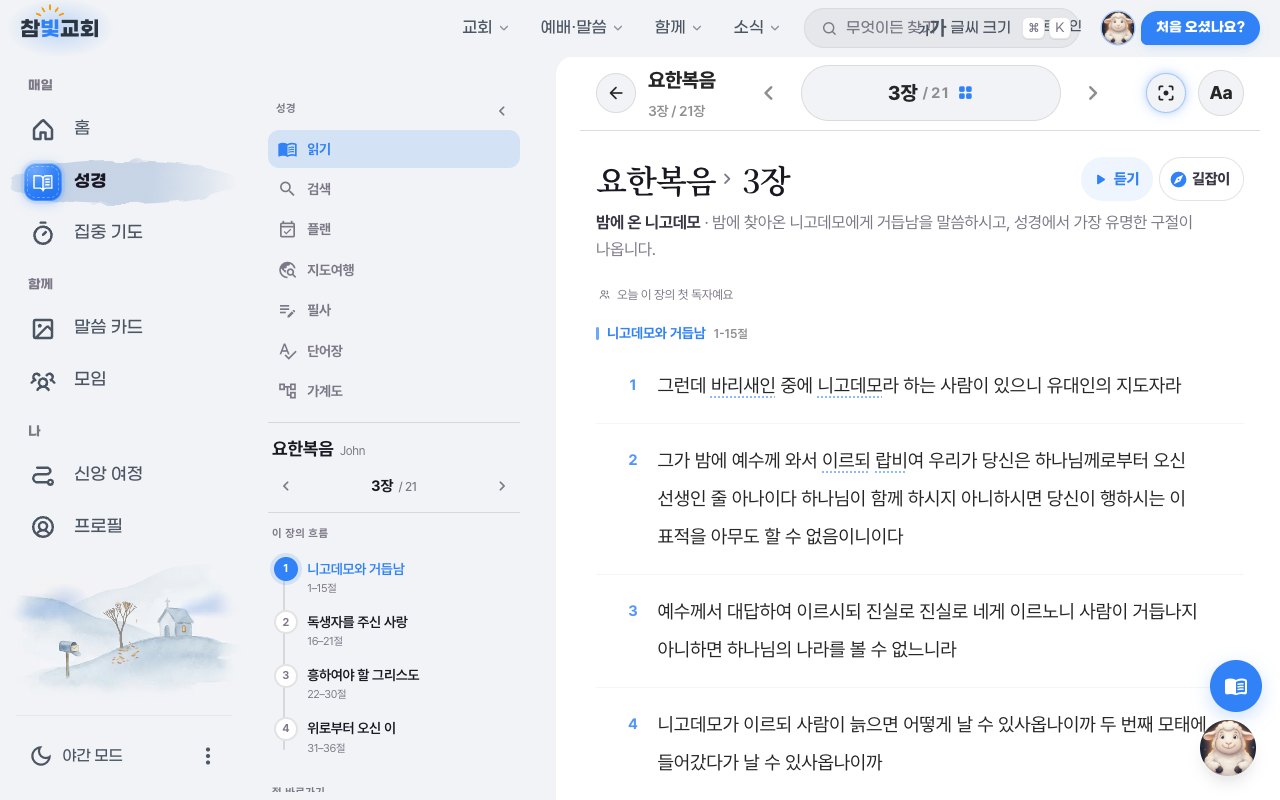 참빛교회
교회
예배·말씀
함께
소식
무엇이든
글씨 크기
⌘ K
처음 오셨나요?
매일
홈
성경
집중 기도
함께
말씀 카드
모임
나
신앙 여정
프로필
야간 모드
성경
읽기
검색
플랜
지도여행
필사
단어장
가계도
요한복음 John
3장 / 21
이 장의 흐름
1 니고데모와 거듭남
1–15절
2 독생자를 주신 사랑
16–21절
3 흥하여야 할 그리스도
22–30절
4 위로부터 오신 이
31–36절
요한복음
3장 / 21장
3장 / 21
Aa
요한복음 › 3장
듣기
길잡이
밤에 온 니고데모 · 밤에 찾아온 니고데모에게 거듭남을 말씀하시고, 성경에서 가장 유명한 구절이
나옵니다.
오늘 이 장의 첫 독자예요
니고데모와 거듭남 1-15절
1 그런데 바리새인 중에 니고데모라 하는 사람이 있으니 유대인의 지도자라
2 그가 밤에 예수께 와서 이르되 랍비여 우리가 당신은 하나님께로부터 오신
선생인 줄 아나이다 하나님이 함께 하시지 아니하시면 당신이 행하시는 이
표적을 아무도 할 수 없음이니이다
3 예수께서 대답하여 이르시되 진실로 진실로 네게 이르노니 사람이 거듭나지
아니하면 하나님의 나라를 볼 수 없느니라
4 니고데모가 이르되 사람이 늙으면 어떻게 날 수 있사옵나이까 두 번째 모태에
들어갔다가 날 수 있사옵나이까